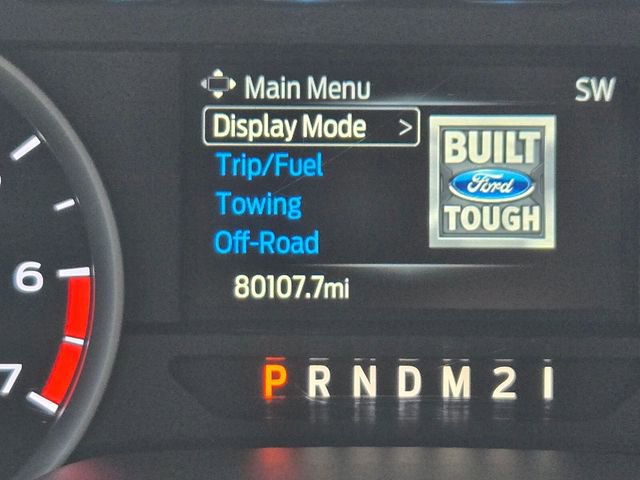 Main Menu
SW
Display Mode >
Trip/Fuel
Towing
Off-Road
BUILT
Ford
TOUGH
80107.7mi
6
7
P R N D M 2 1